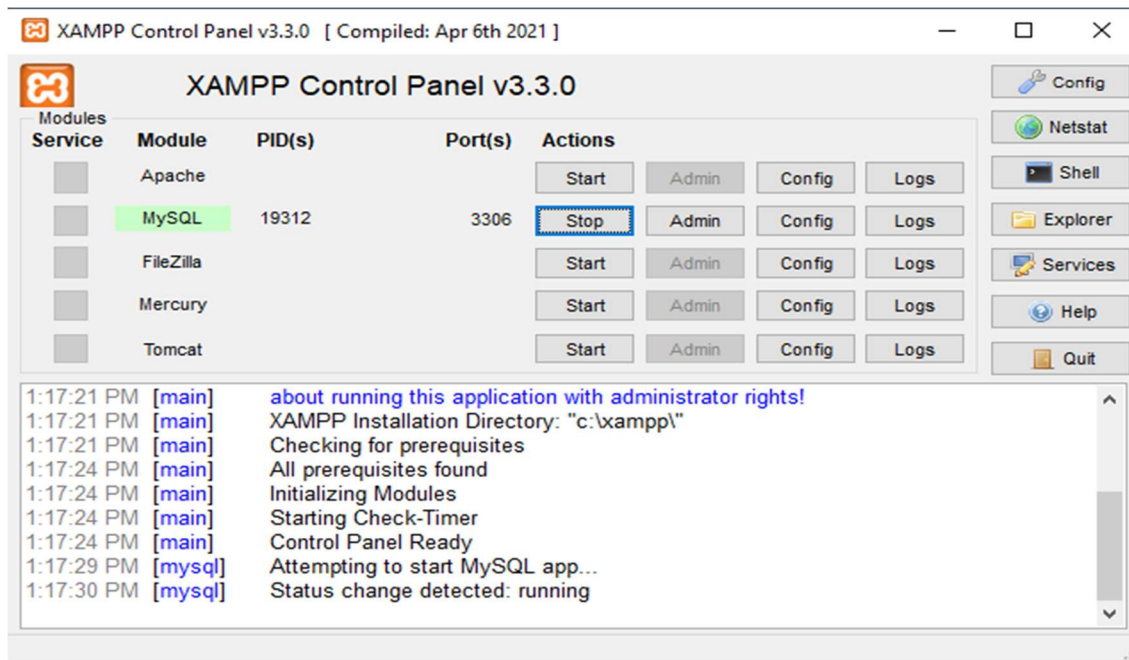 XAMPP Control Panel v3.3.0 [ Compiled: Apr 6th 2021 ]
XAMPP Control Panel v3.3.0
Config
Netstat
Shell
Explorer
Services
Help
Quit
Modules
Service Module PID(s) Port(s) Actions
Apache Start Admin Config Logs
MySQL 19312 3306 Stop Admin Config Logs
FileZilla Start Admin Config Logs
Mercury Start Admin Config Logs
Tomcat Start Admin Config Logs
1:17:21 PM [main] about running this application with administrator rights!
1:17:21 PM [main] XAMPP Installation Directory: "c:\xampp\"
1:17:21 PM [main] Checking for prerequisites
1:17:24 PM [main] All prerequisites found
1:17:24 PM [main] Initializing Modules
1:17:24 PM [main] Starting Check-Timer
1:17:24 PM [main] Control Panel Ready
1:17:29 PM [mysql] Attempting to start MySQL app...
1:17:30 PM [mysql] Status change detected: running